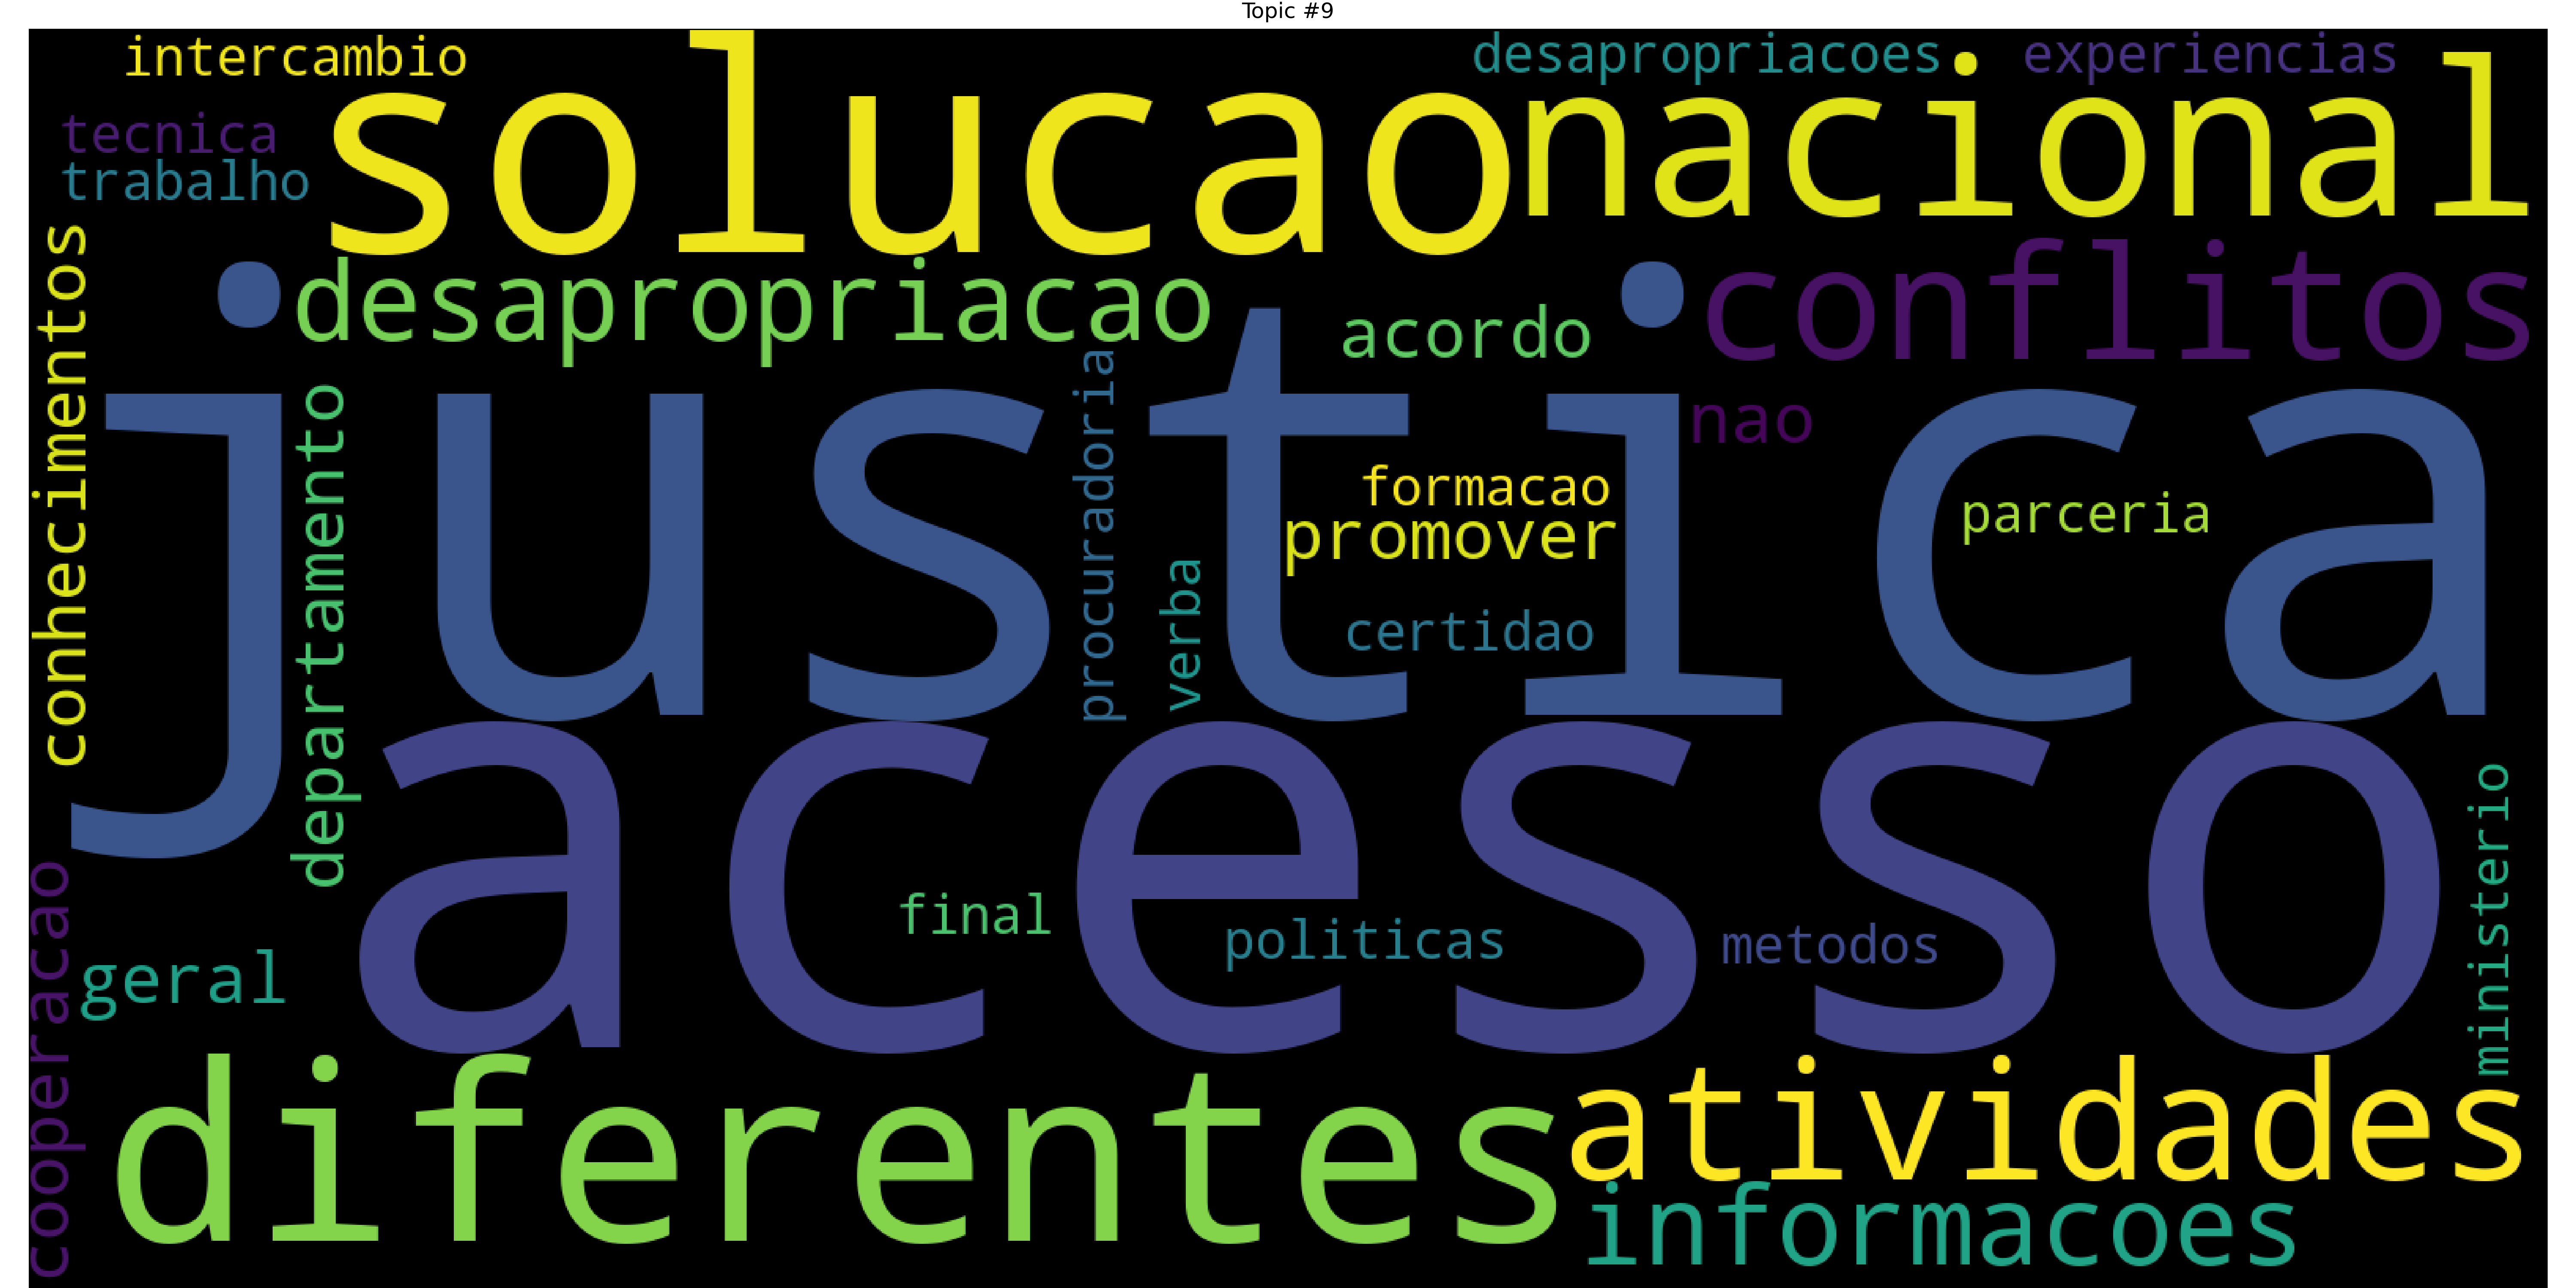 Topic #9
intercambio
desapropriacoes
experiencias
tecnica
solucao
nacional
trabalho
conhecimentos
desapropriacao
acordo
conflitos
justica
departamento
procuradoria
nao
formacao
promover
parceria
verba
certidao
acesso
cooperacao
final
politicas
metodos
ministerio
geral
diferentes
atividades
informacoes